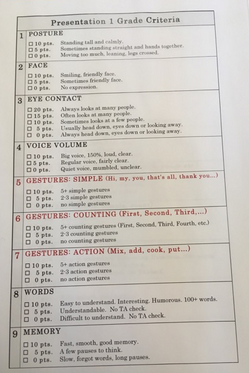 Presentation 1 Grade Criteria
1 POSTURE
☐ 10 pts. Standing tall and calmly.
☐ 5 pts. Sometimes standing straight and hands together.
☐ 0 pts. Moving too much, leaning, legs crossed.
2 FACE
☐ 10 pts. Smiling, friendly face.
☐ 5 pts. Sometimes friendly face.
☐ 0 pts. No expression.
3 EYE CONTACT
☐ 20 pts. Always looks at many people.
☐ 15 pts. Often looks at many people.
☐ 10 pts. Sometimes looks at a few people.
☐ 5 pts. Usually head down, eyes down or looking away.
☐ 0 pts. Always head down, eyes down or looking away.
4 VOICE VOLUME
☐ 10 pts. Big voice, 150%, loud, clear.
☐ 5 pts. Regular voice, fairly clear.
☐ 0 pts. Quiet voice, mumbled, unclear.
5 GESTURES: SIMPLE (Hi, my, you, that's all, thank you...)
☐ 10 pts. 5+ simple gestures
☐ 5 pts. 2-3 simple gestures
☐ 0 pts. no simple gestures
6 GESTURES: COUNTING (First, Second, Third,...)
☐ 10 pts. 5+ counting gestures (First, Second, Third, Fourth, etc.)
☐ 5 pts. 2-3 counting gestures
☐ 0 pts. no counting gestures
7 GESTURES: ACTION (Mix, add, cook, put...)
☐ 10 pts. 5+ action gestures
☐ 5 pts. 2-3 action gestures
☐ 0 pts. no action gestures
8 WORDS
☐ 10 pts. Easy to understand. Interesting. Humorous. 100+ words.
☐ 5 pts. Understandable. No TA check.
☐ 0 pts. Difficult to understand. No TA check.
9 MEMORY
☐ 10 pts. Fast, smooth, good memory.
☐ 5 pts. A few pauses to think.
☐ 0 pts. Slow, forgot words, long pauses.